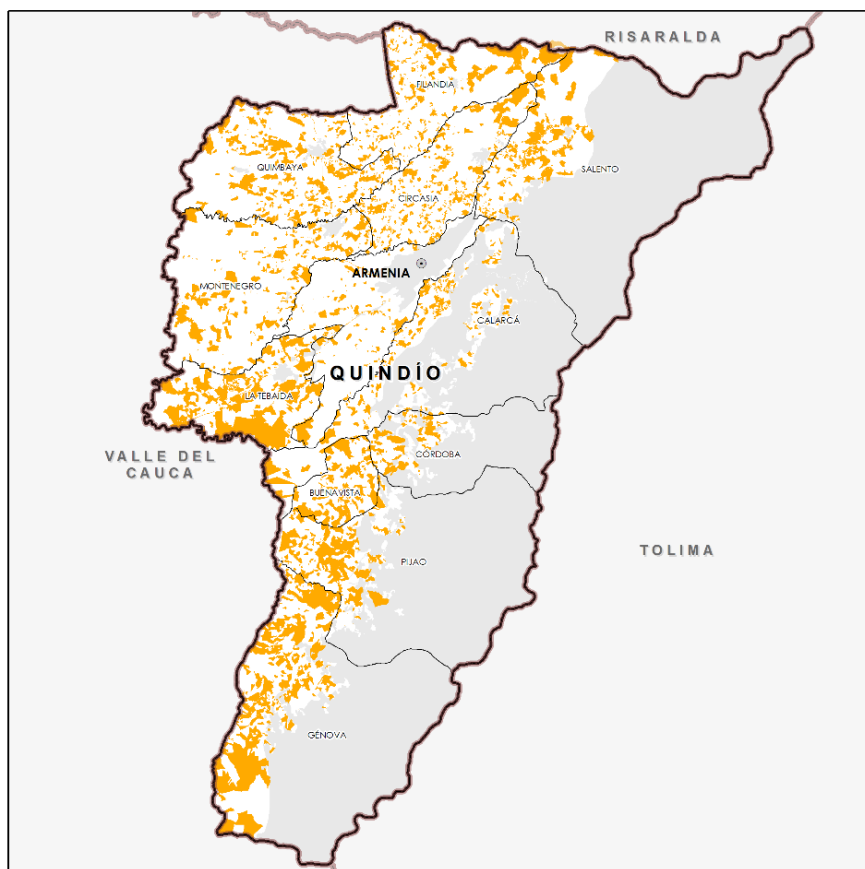 RISARALDA
FILANDIA
QUIMBAYA
SALENTO
CIRCASIA
ARMENIA
MONTENEGRO
CALARCÁ
QUINDÍO
LA TEBAIDA
VALLE DEL
CAUCA
CÓRDOBA
BUENAVISTA
TOLIMA
PIJAO
GÉNOVA